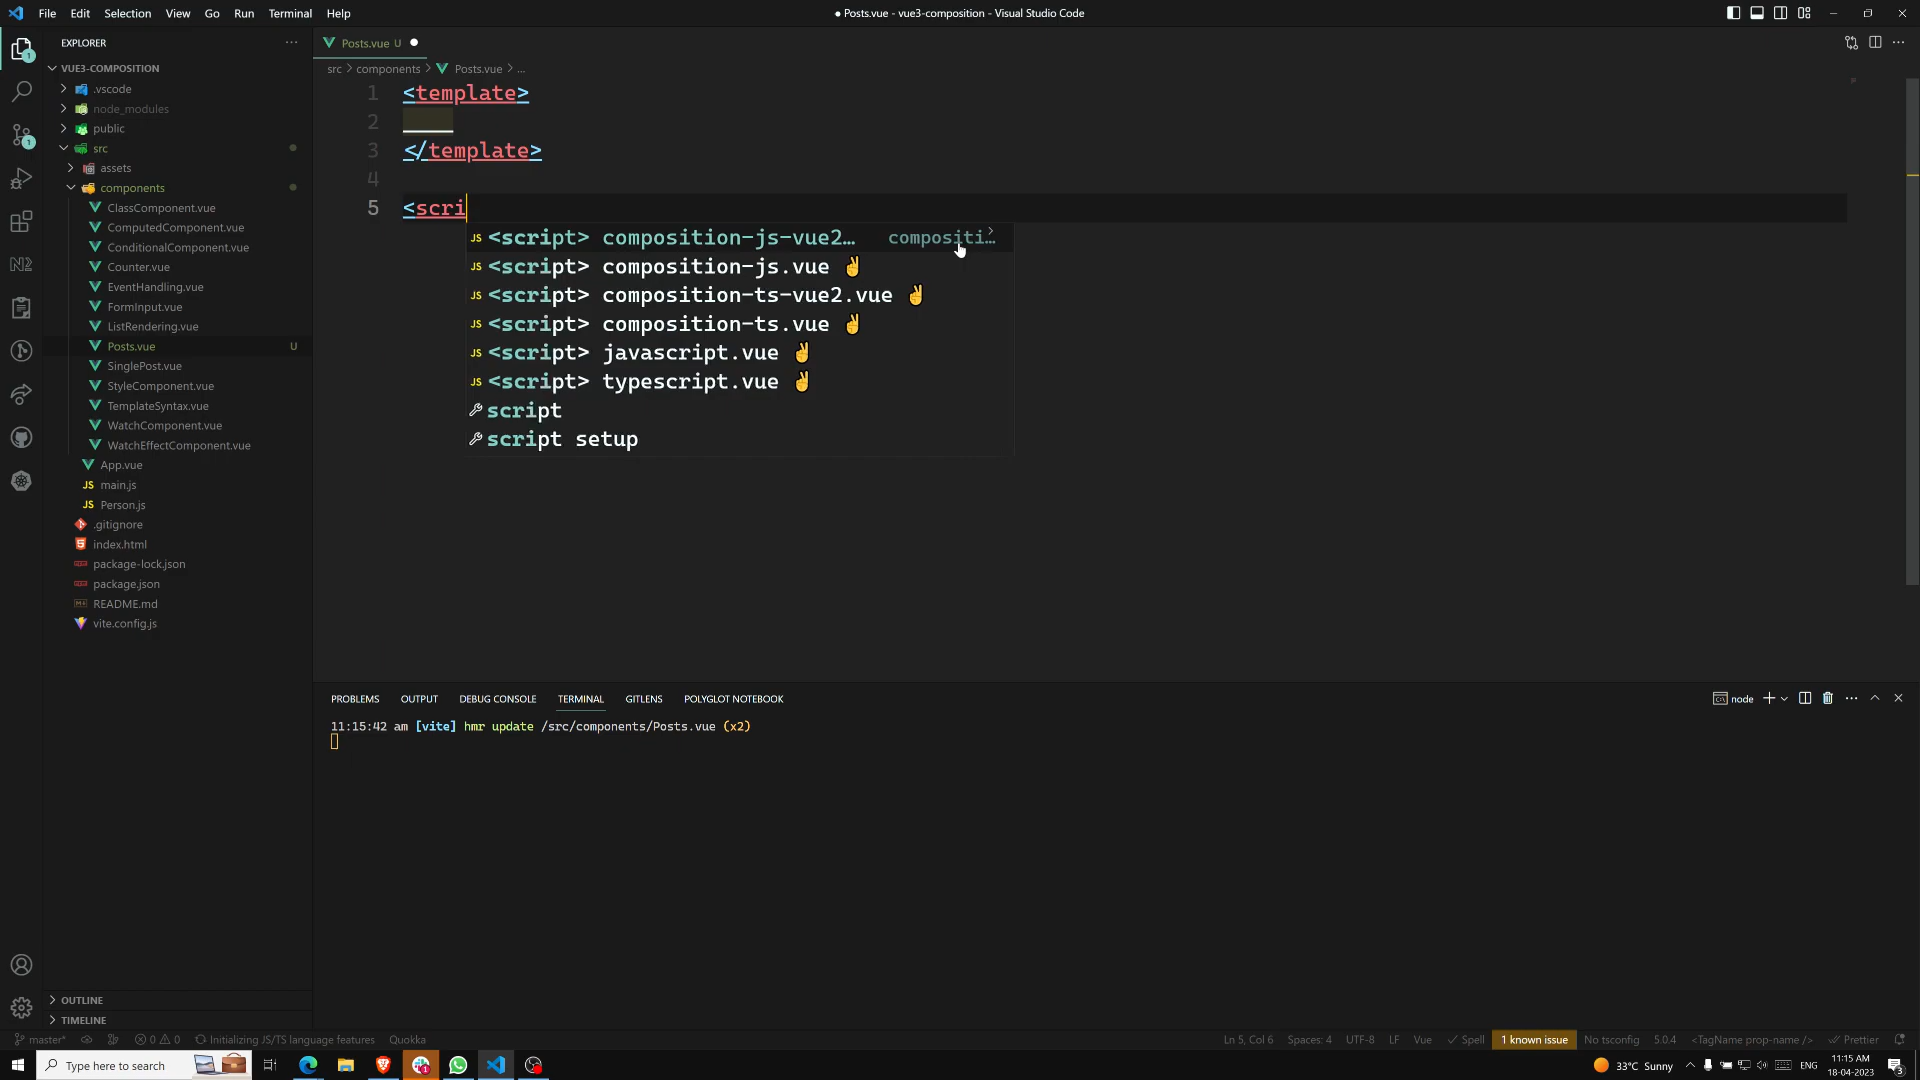 File Edit Selection View Go Run Terminal Help
● Posts.vue - vue3-composition - Visual Studio Code
EXPLORER
VUE3-COMPOSITION
.vscode
node_modules
public
src
assets
components
ClassComponent.vue
ComputedComponent.vue
ConditionalComponent.vue
Counter.vue
EventHandling.vue
FormInput.vue
ListRendering.vue
Posts.vue U
SinglePost.vue
StyleComponent.vue
TemplateSyntax.vue
WatchComponent.vue
WatchEffectComponent.vue
App.vue
JS main.js
JS Person.js
.gitignore
index.html
package-lock.json
package.json
README.md
vite.config.js
OUTLINE
TIMELINE
Posts.vue U
src > components > Posts.vue > ...
1 <template>
2
3 </template>
4
5 <scri
JS <script> composition-js-vue2… compositi…
JS <script> composition-js.vue ✌
JS <script> composition-ts-vue2.vue ✌
JS <script> composition-ts.vue ✌
JS <script> javascript.vue ✌
JS <script> typescript.vue ✌
script
script setup
PROBLEMS OUTPUT DEBUG CONSOLE TERMINAL GITLENS POLYGLOT NOTEBOOK
node
11:15:42 am [vite] hmr update /src/components/Posts.vue (x2)
master* 0 0 Initializing JS/TS language features Quokka
Ln 5, Col 6 Spaces: 4 UTF-8 LF Vue Spell 1 known issue No tsconfig 5.0.4 <TagName prop-name /> Prettier
Type here to search
33°C Sunny ENG 11:15 AM
18-04-2023 3